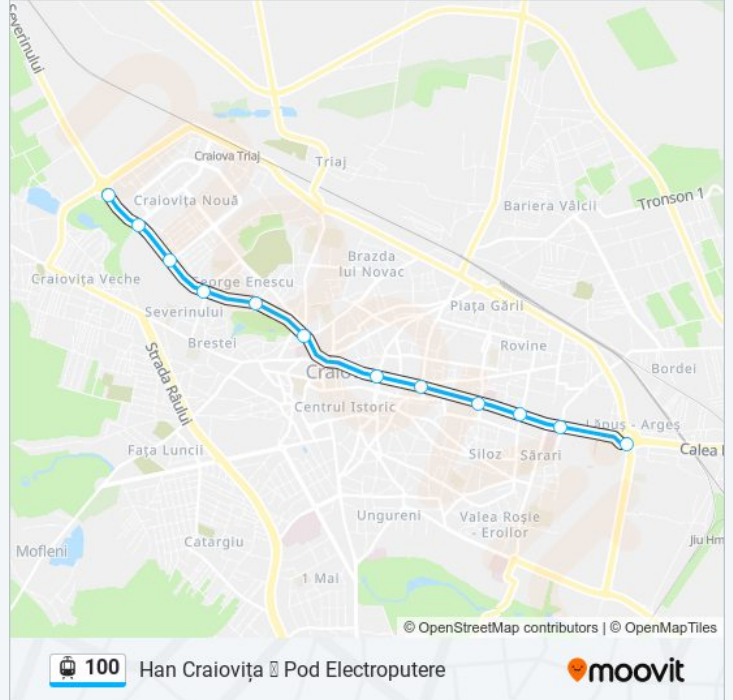 Severinului
Craiova Triaj
Triaj
Craiovița Nouă
Tronson 1
Bariera Vâlcii
Brazda
lui Novac
Craiovița Veche
George Enescu
Severinului
Piața Gării
Brestei
Rovine
Strada Râului
Bordei
Craio
Centrul Istoric
Lăpuș - Argeș
Calea
Fața Luncii
Siloz
Sărari
Ungureni
Valea Roșie
- Eroilor
Catargiu
Mofleni
Jiu Hm
1 Mai
© OpenStreetMap contributors | © OpenMapTiles
100 Han Craiovița Pod Electroputere
moovit